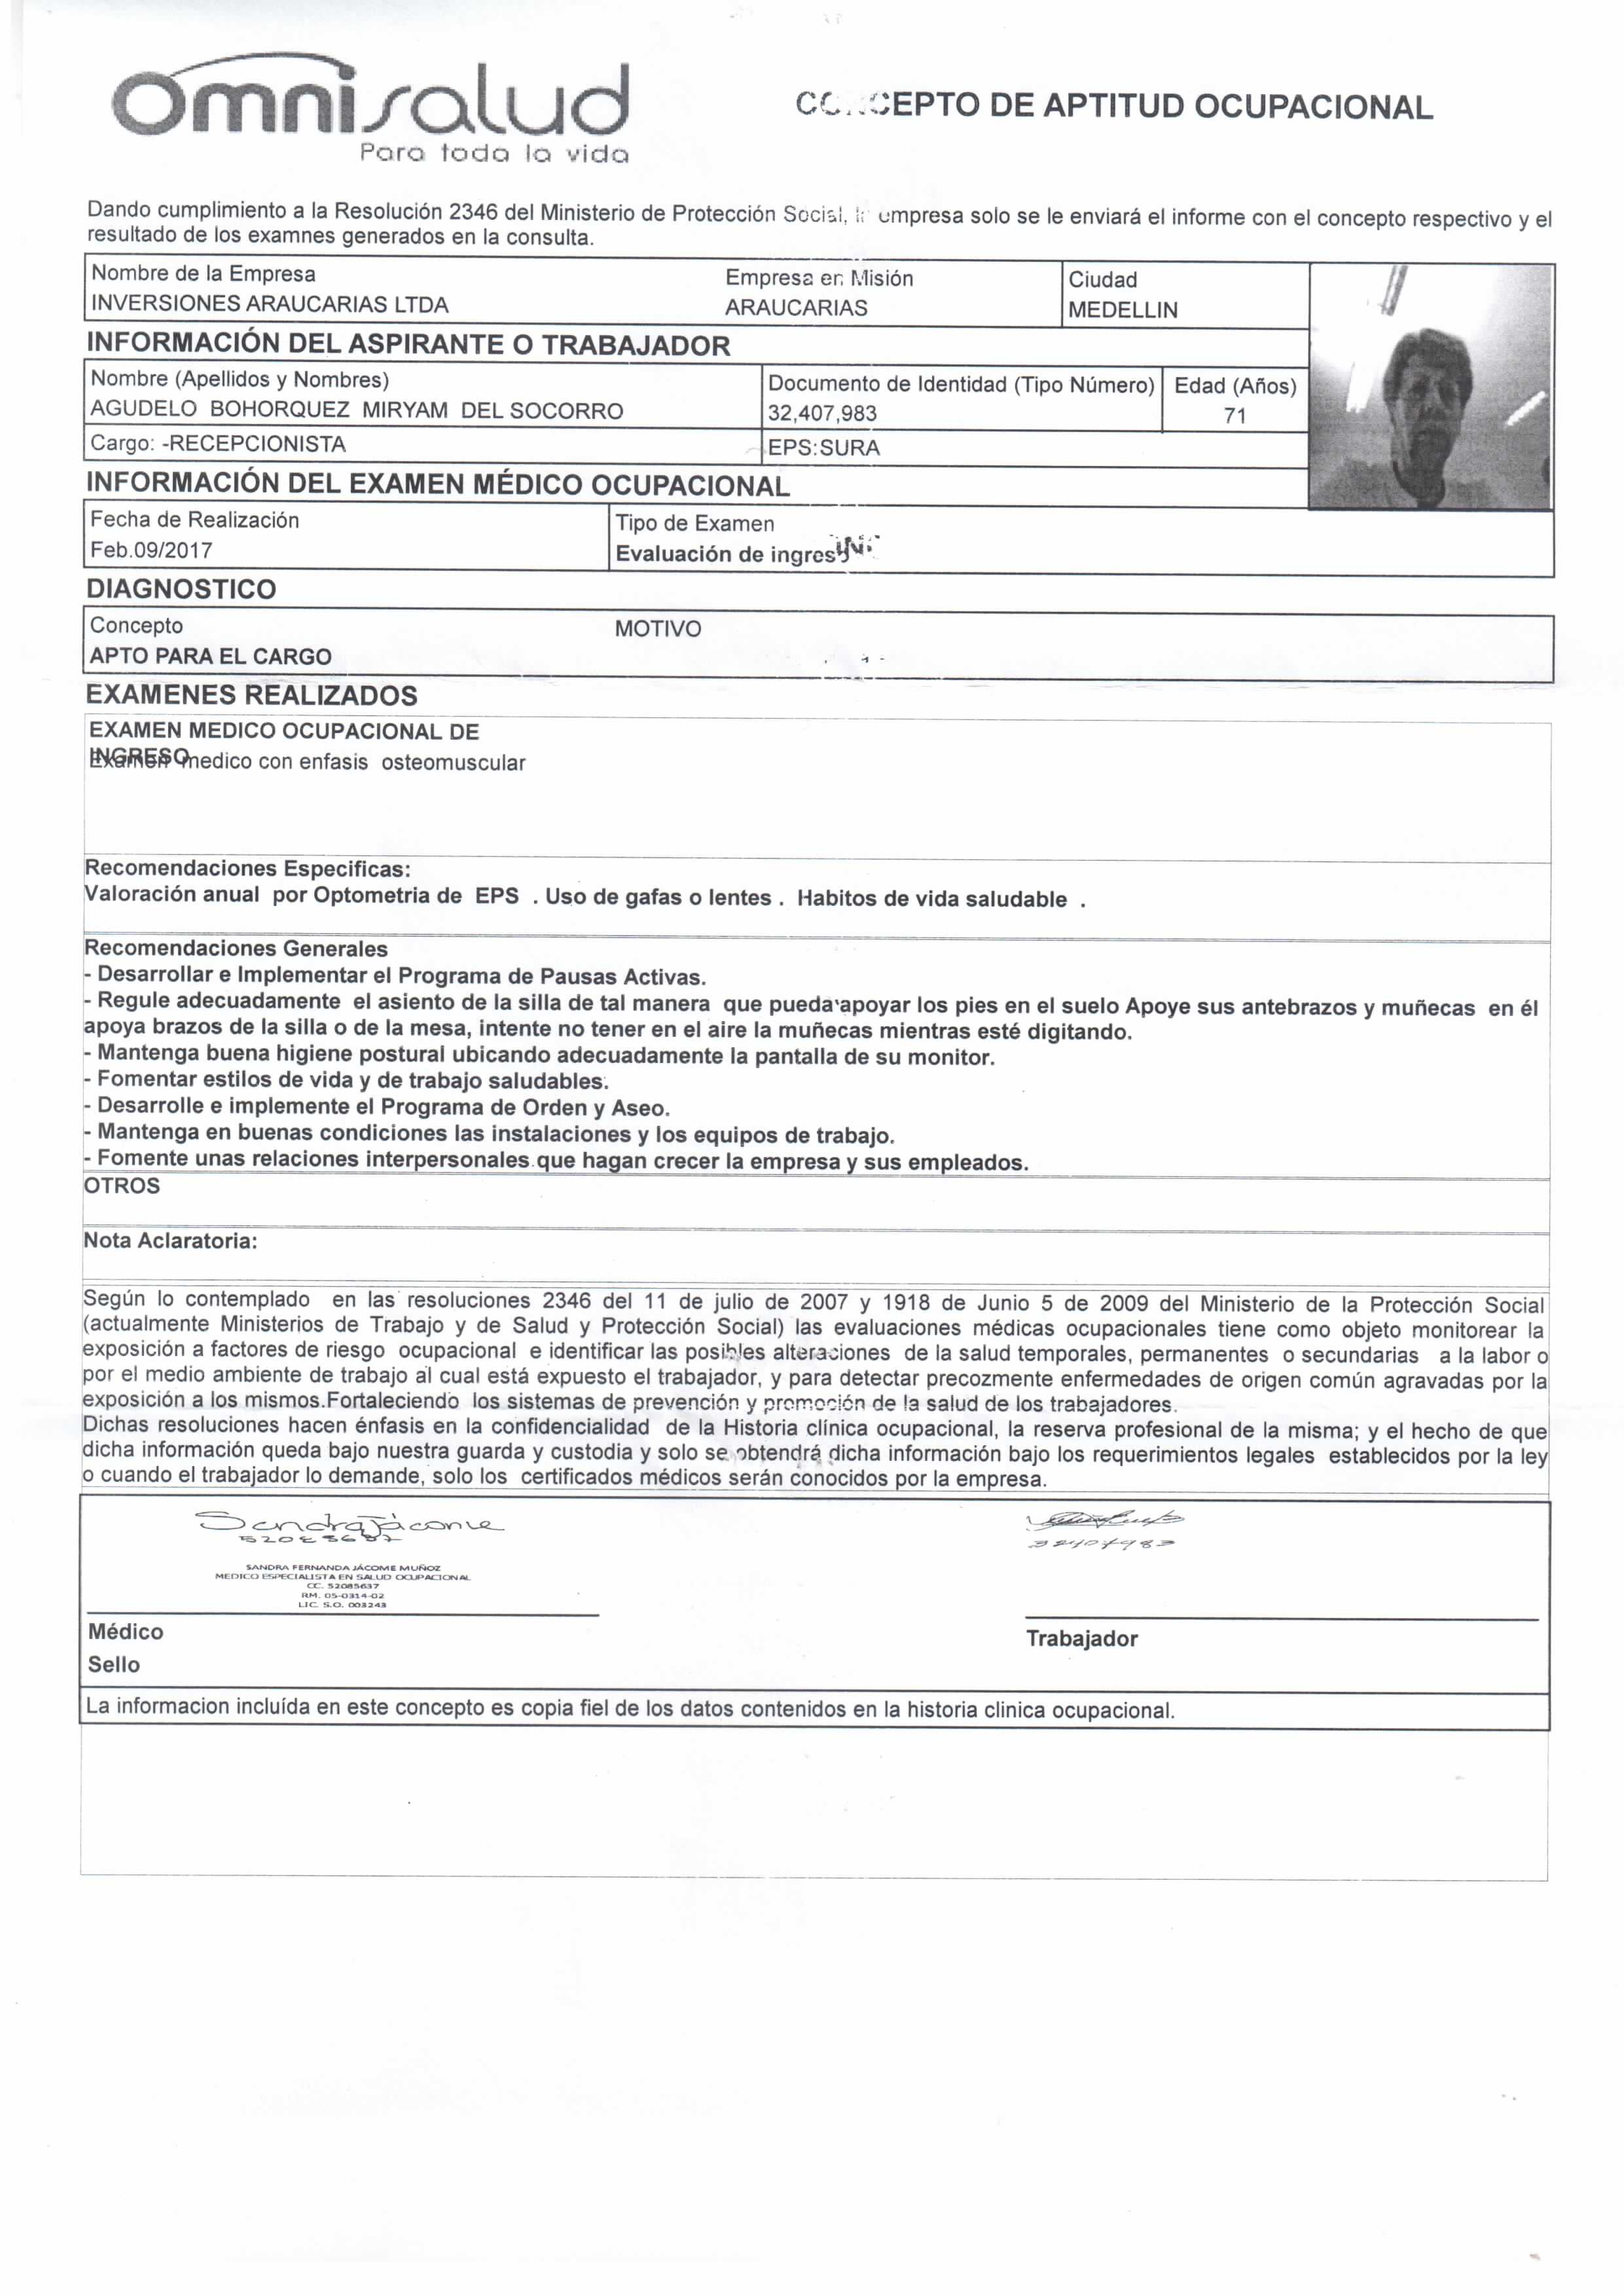 omnisalud
Para toda la vida
CONCEPTO DE APTITUD OCUPACIONAL
Dando cumplimiento a la Resolución 2346 del Ministerio de Protección Social, empresa solo se le enviará el informe con el concepto respectivo y el
resultado de los examnes generados en la consulta.
Nombre de la Empresa Empresa en Misión Ciudad
INVERSIONES ARAUCARIAS LTDA ARAUCARIAS MEDELLIN
INFORMACIÓN DEL ASPIRANTE O TRABAJADOR
Nombre (Apellidos y Nombres) Documento de Identidad (Tipo Número) Edad (Años)
AGUDELO BOHORQUEZ MIRYAM DEL SOCORRO 32,407,983 71
Cargo: -RECEPCIONISTA EPS:SURA
INFORMACIÓN DEL EXAMEN MÉDICO OCUPACIONAL
Fecha de Realización Tipo de Examen
Feb.09/2017 Evaluación de ingreso
DIAGNOSTICO
Concepto MOTIVO
APTO PARA EL CARGO
EXAMENES REALIZADOS
EXAMEN MEDICO OCUPACIONAL DE
INGRESO
Examen medico con enfasis osteomuscular
Recomendaciones Especificas:
Valoración anual por Optometria de EPS . Uso de gafas o lentes . Habitos de vida saludable .
Recomendaciones Generales
- Desarrollar e Implementar el Programa de Pausas Activas.
- Regule adecuadamente el asiento de la silla de tal manera que pueda apoyar los pies en el suelo Apoye sus antebrazos y muñecas en él
apoya brazos de la silla o de la mesa, intente no tener en el aire la muñecas mientras esté digitando.
- Mantenga buena higiene postural ubicando adecuadamente la pantalla de su monitor.
- Fomentar estilos de vida y de trabajo saludables.
- Desarrolle e implemente el Programa de Orden y Aseo.
- Mantenga en buenas condiciones las instalaciones y los equipos de trabajo.
- Fomente unas relaciones interpersonales que hagan crecer la empresa y sus empleados.
OTROS
Nota Aclaratoria:
Según lo contemplado en las resoluciones 2346 del 11 de julio de 2007 y 1918 de Junio 5 de 2009 del Ministerio de la Protección Social
(actualmente Ministerios de Trabajo y de Salud y Protección Social) las evaluaciones médicas ocupacionales tiene como objeto monitorear la
exposición a factores de riesgo ocupacional e identificar las posibles alteraciones de la salud temporales, permanentes o secundarias a la labor o
por el medio ambiente de trabajo al cual está expuesto el trabajador, y para detectar precozmente enfermedades de origen común agravadas por la
exposición a los mismos.Fortaleciendo los sistemas de prevención y promoción de la salud de los trabajadores.
Dichas resoluciones hacen énfasis en la confidencialidad de la Historia clínica ocupacional, la reserva profesional de la misma; y el hecho de que
dicha información queda bajo nuestra guarda y custodia y solo se obtendrá dicha información bajo los requerimientos legales establecidos por la ley
o cuando el trabajador lo demande, solo los certificados médicos serán conocidos por la empresa.
Sandra Jácome
52085637 32407983
SANDRA FERNANDA JÁCOME MUÑOZ
MEDICO ESPECIALISTA EN SALUD OCUPACIONAL
CC. 52085637
RM. 05-0314-02
LIC. S.O. 003243
Médico Trabajador
Sello
La informacion incluída en este concepto es copia fiel de los datos contenidos en la historia clinica ocupacional.